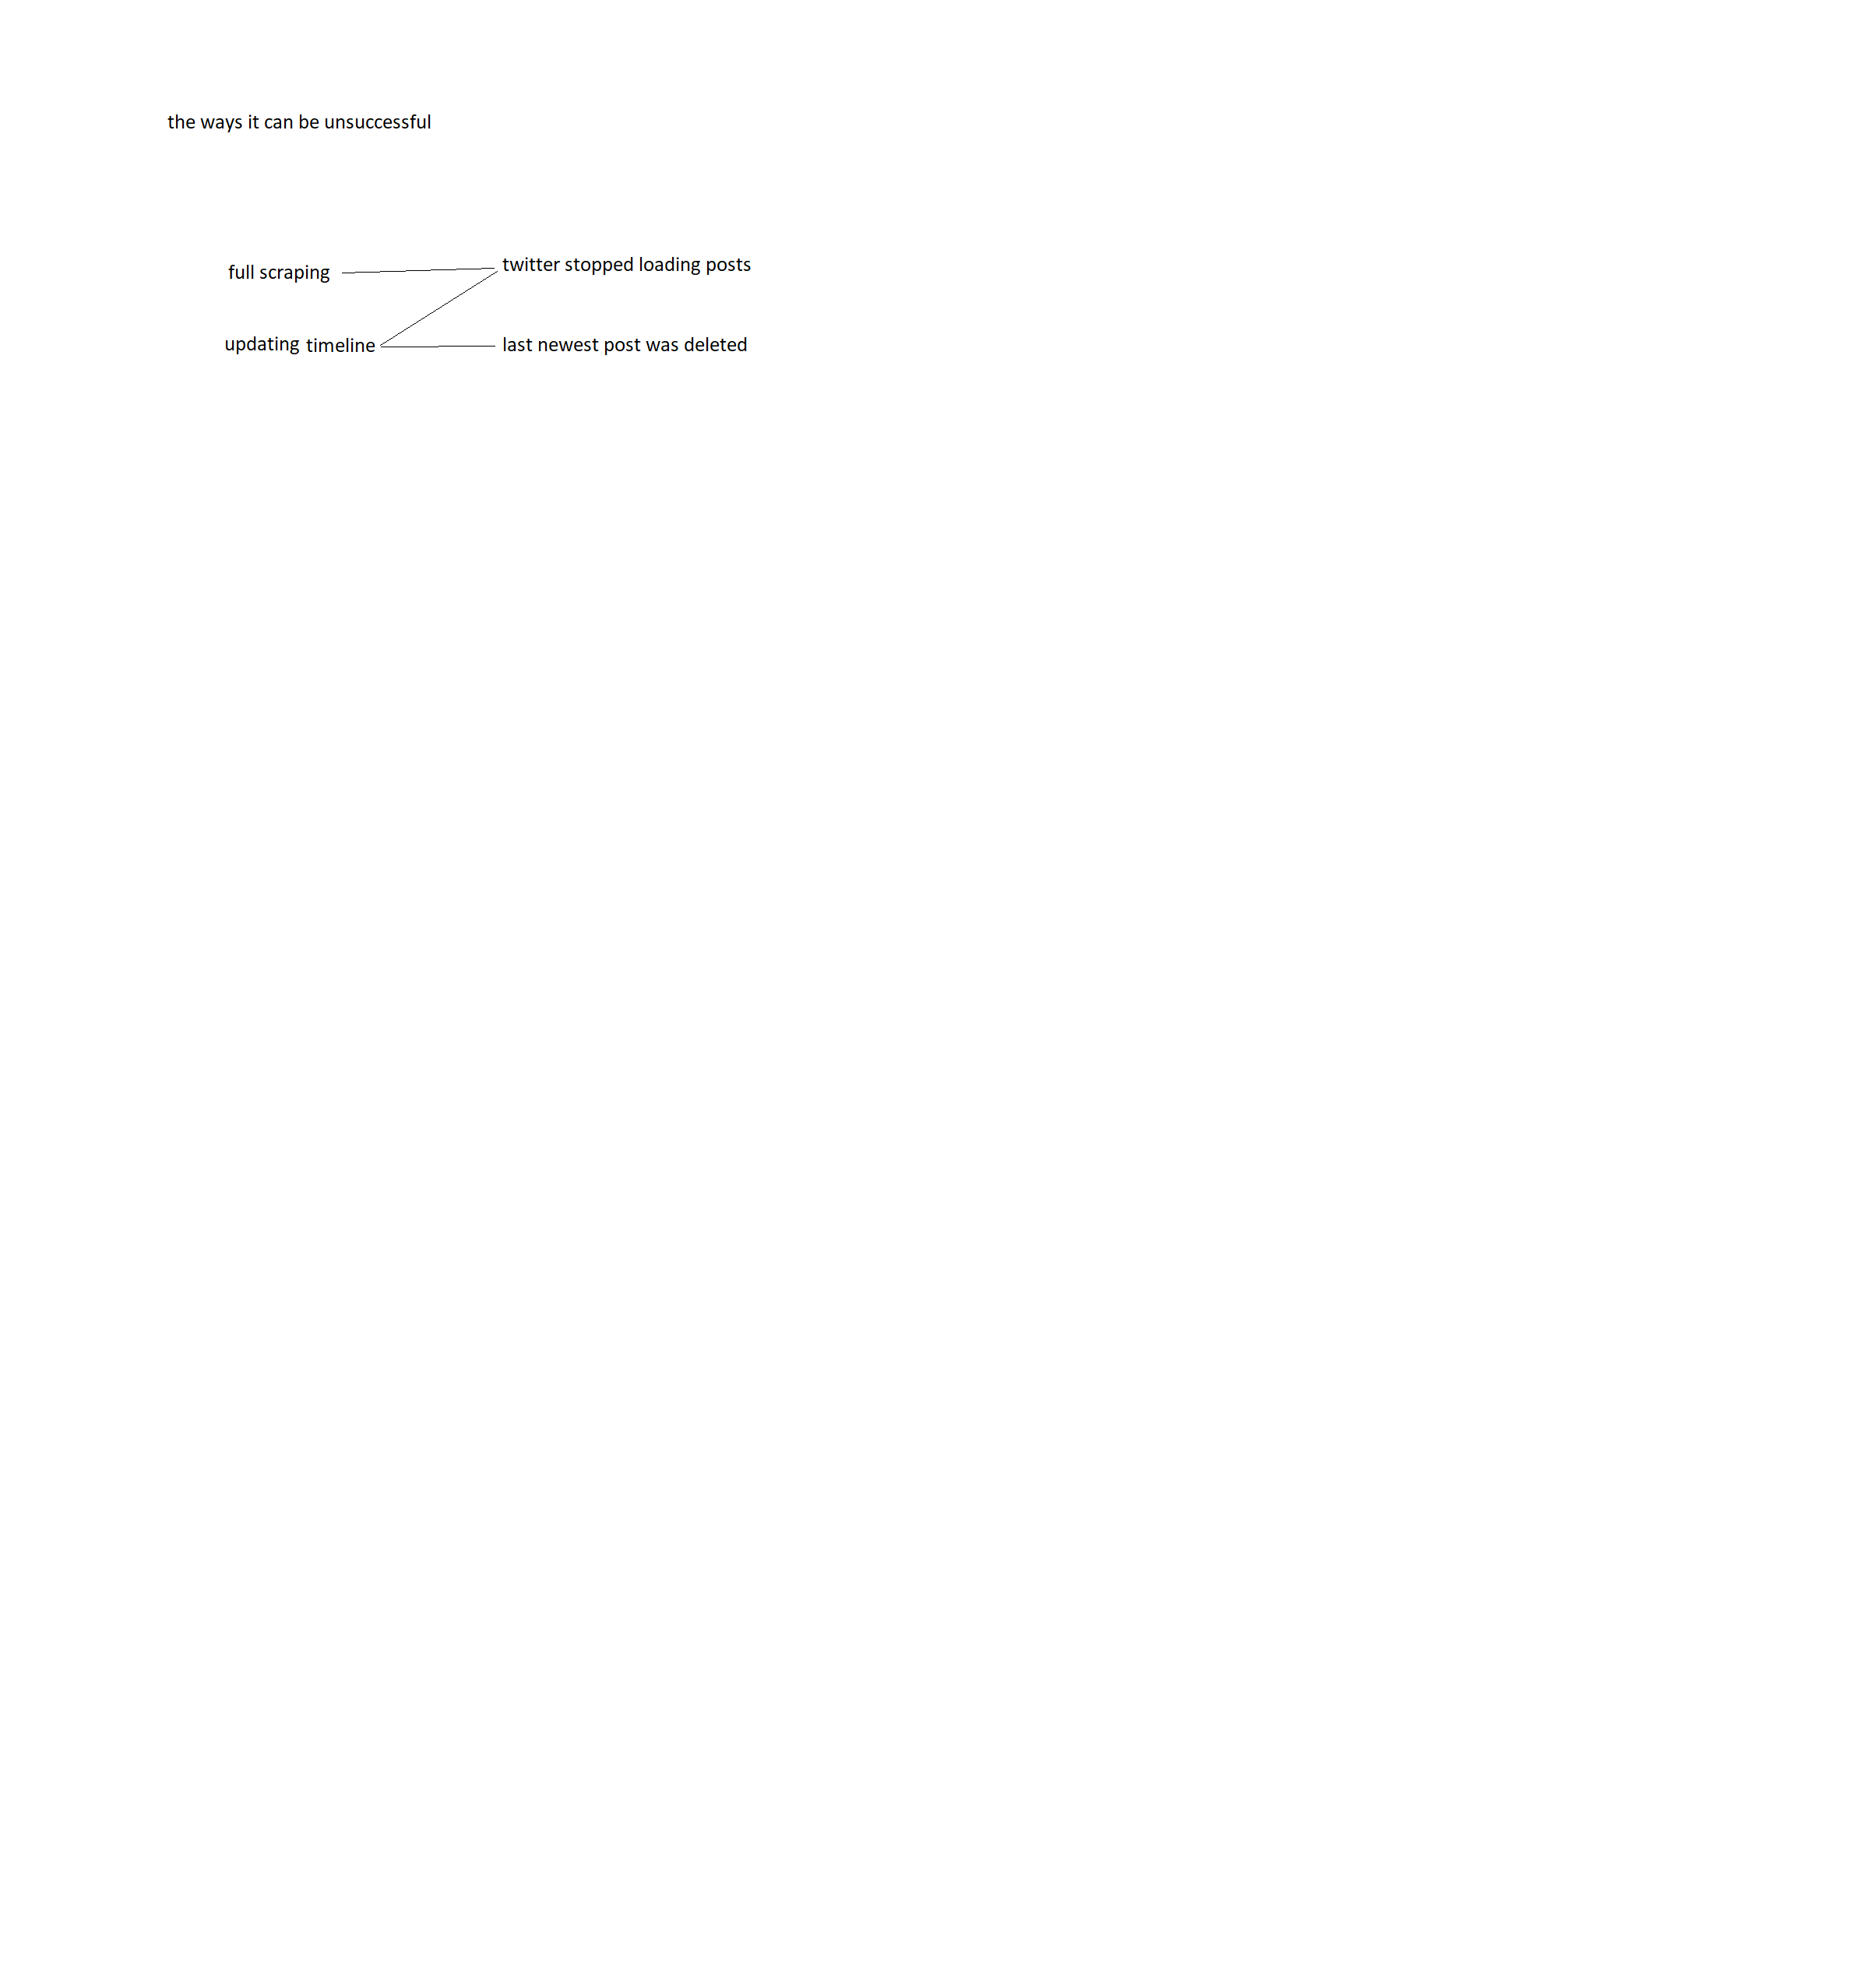 the ways it can be unsuccessful
full scraping
twitter stopped loading posts
updating timeline
last newest post was deleted